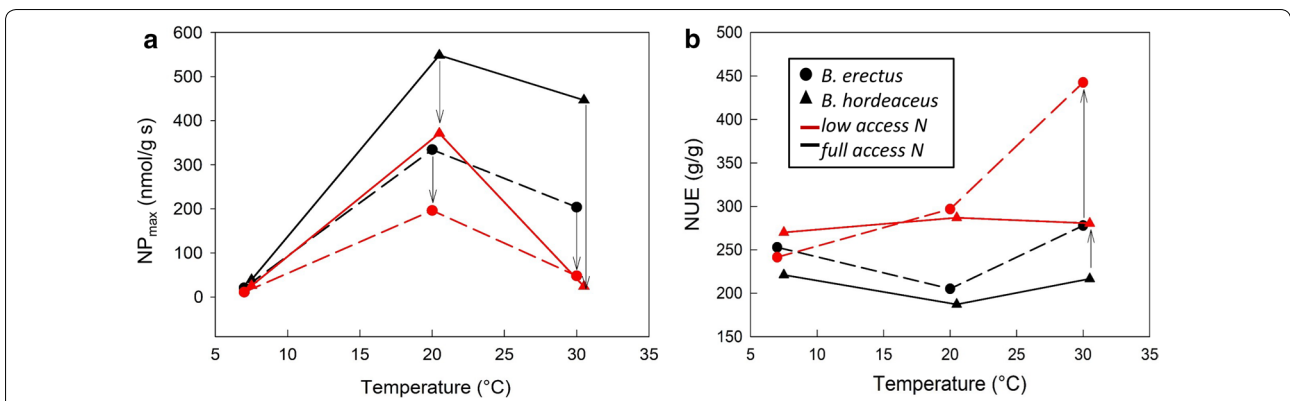 a
600
500
400
300
200
100
0
NPmax (nmol/g s)
5 10 15 20 25 30 35
Temperature (°C)
b
500
450
400
350
300
250
200
150
NUE (g/g)
B. erectus
B. hordeaceus
low access N
full access N
5 10 15 20 25 30 35
Temperature (°C)